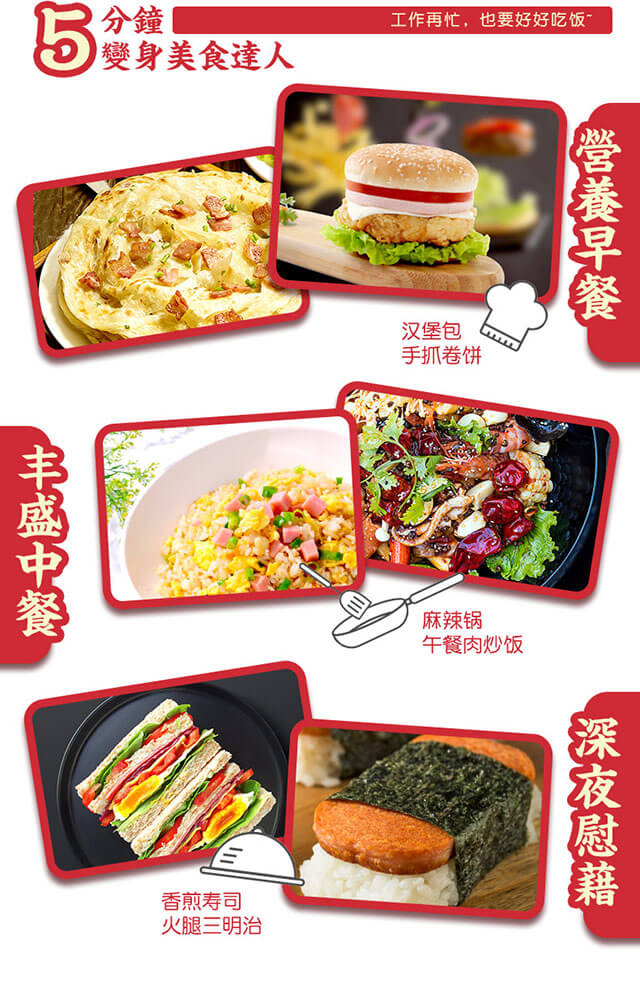 5分鐘
變身美食達人
工作再忙，也要好好吃饭~
營養早餐
汉堡包
手抓卷饼
丰盛中餐
麻辣锅
午餐肉炒饭
深夜慰藉
香煎寿司
火腿三明治